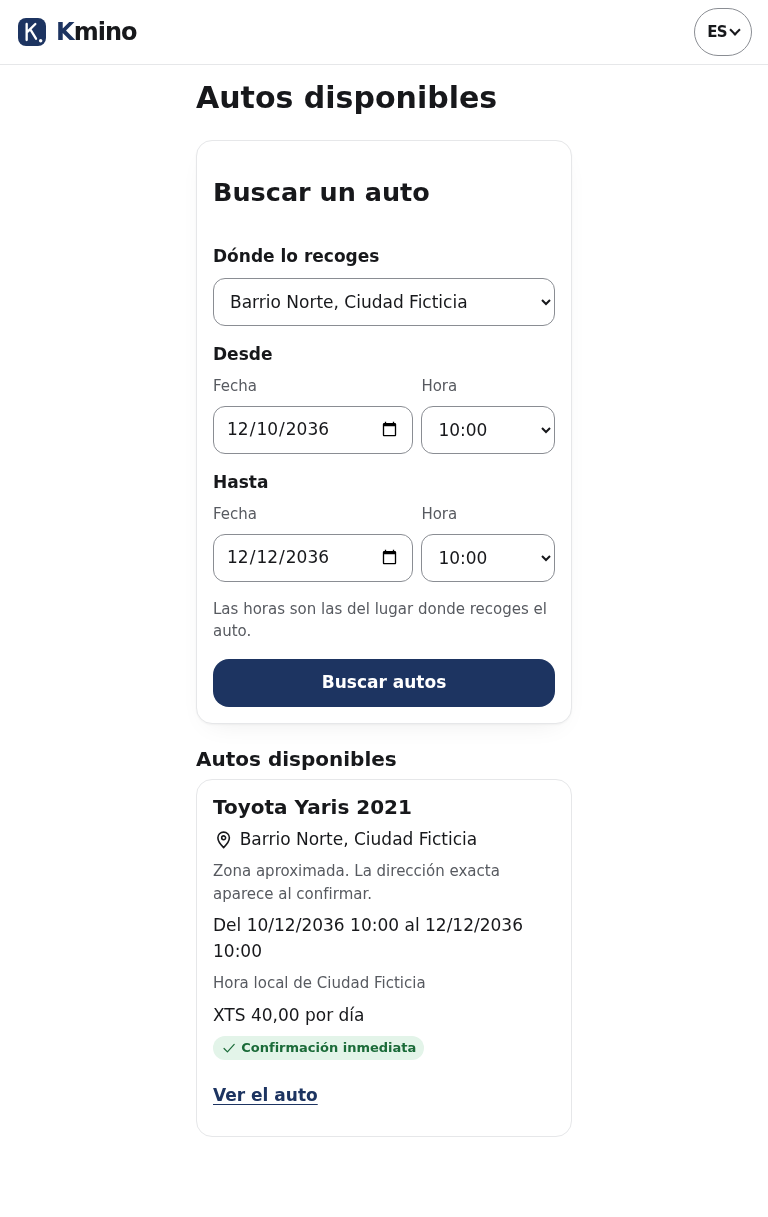 Kmino
ES
Autos disponibles
Buscar un auto
Dónde lo recoges
Barrio Norte, Ciudad Ficticia
Desde
Fecha
Hora
12/10/2036
10:00
Hasta
Fecha
Hora
12/12/2036
10:00
Las horas son las del lugar donde recoges el
auto.
Buscar autos
Autos disponibles
Toyota Yaris 2021
Barrio Norte, Ciudad Ficticia
Zona aproximada. La dirección exacta
aparece al confirmar.
Del 10/12/2036 10:00 al 12/12/2036
10:00
Hora local de Ciudad Ficticia
XTS 40,00 por día
Confirmación inmediata
Ver el auto